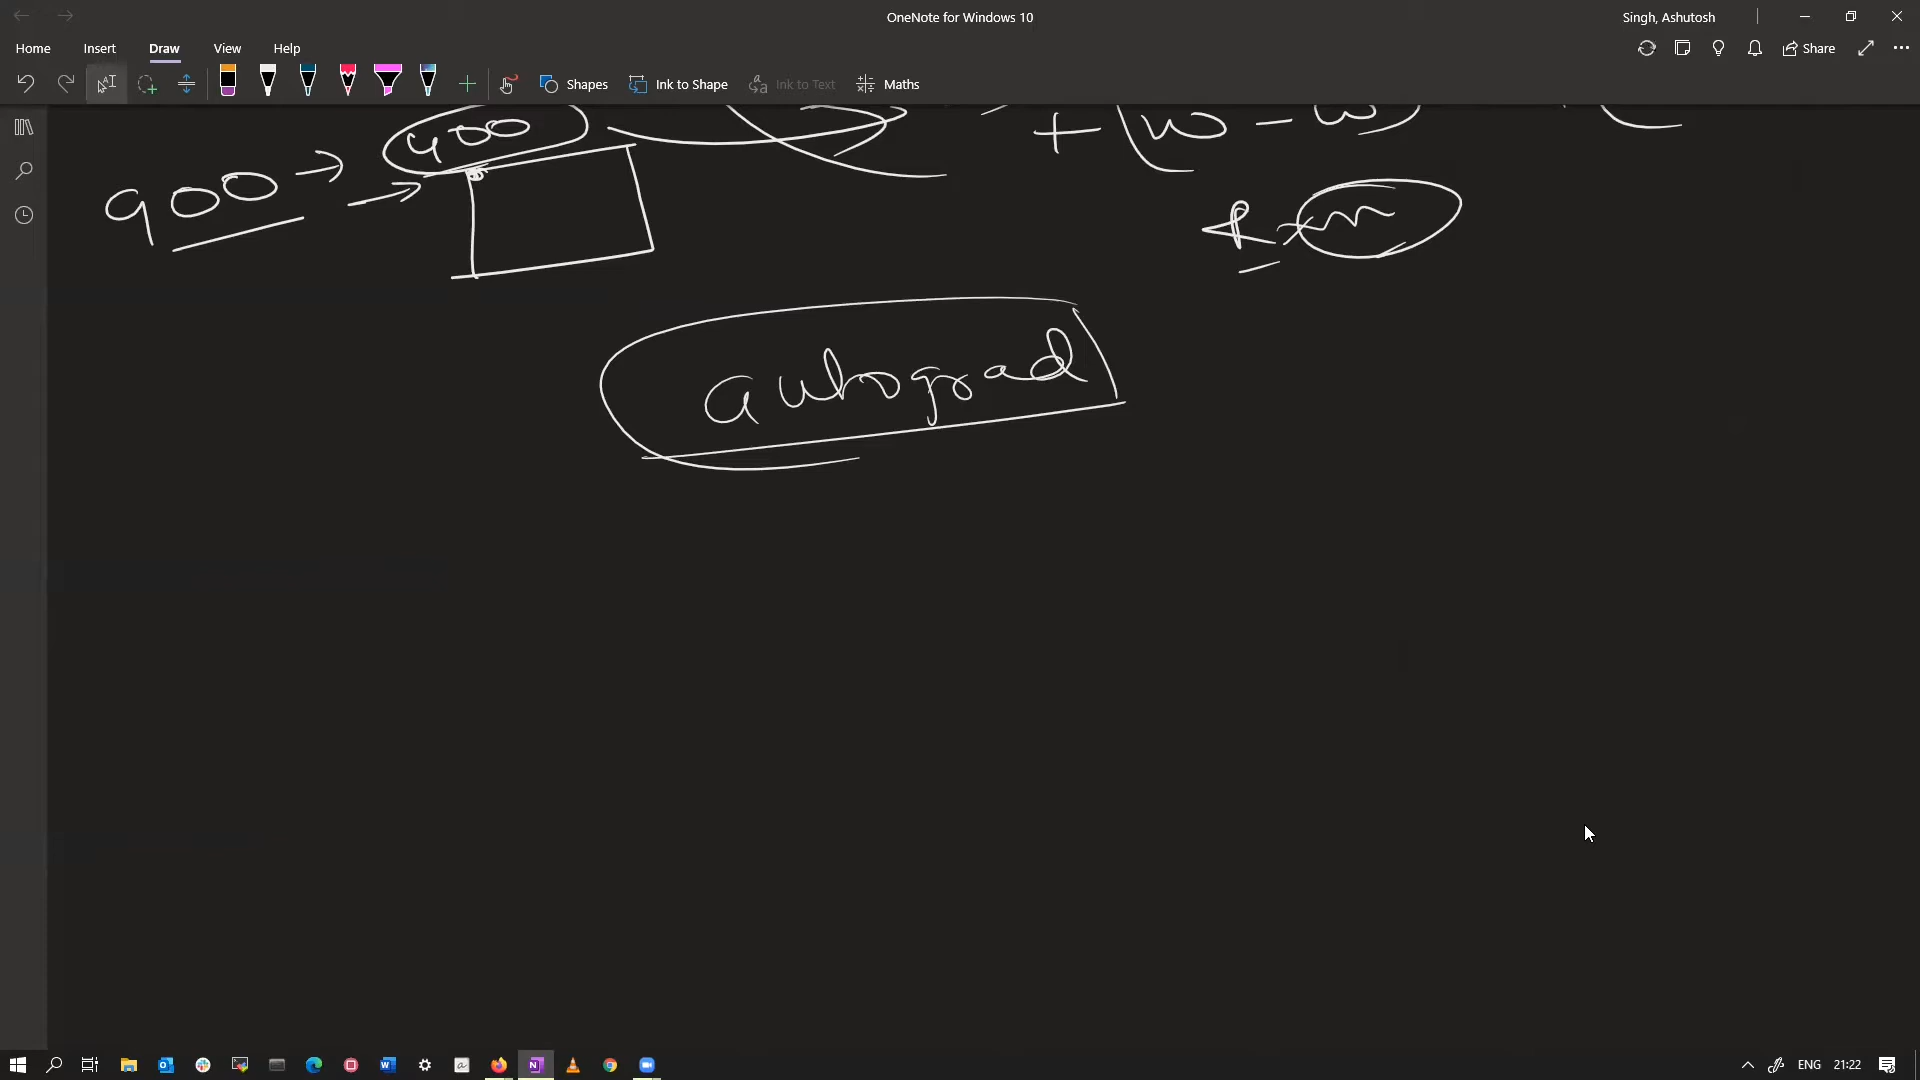 OneNote for Windows 10
Singh, Ashutosh
Home Insert Draw View Help
Share
Shapes Ink to Shape Ink to Text Maths
400
900
autograd
ENG 21:22